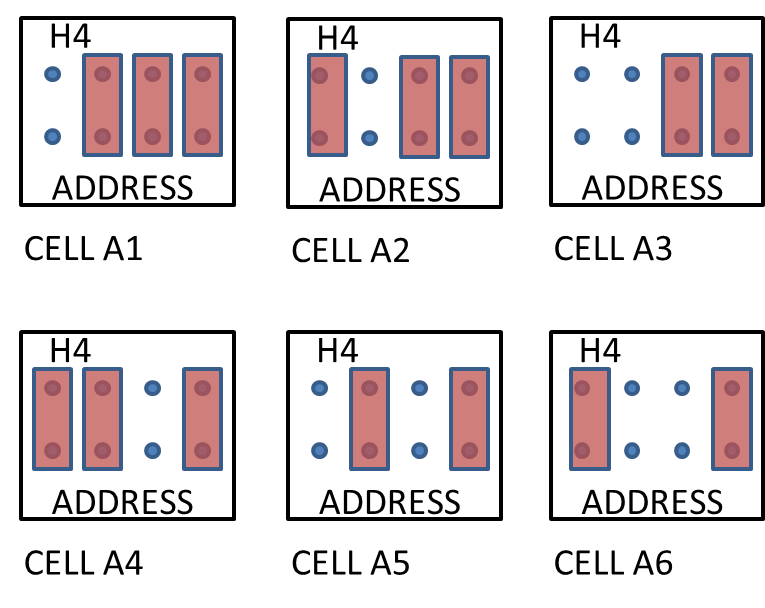 H4
ADDRESS
CELL A1
H4
ADDRESS
CELL A2
H4
ADDRESS
CELL A3
H4
ADDRESS
CELL A4
H4
ADDRESS
CELL A5
H4
ADDRESS
CELL A6